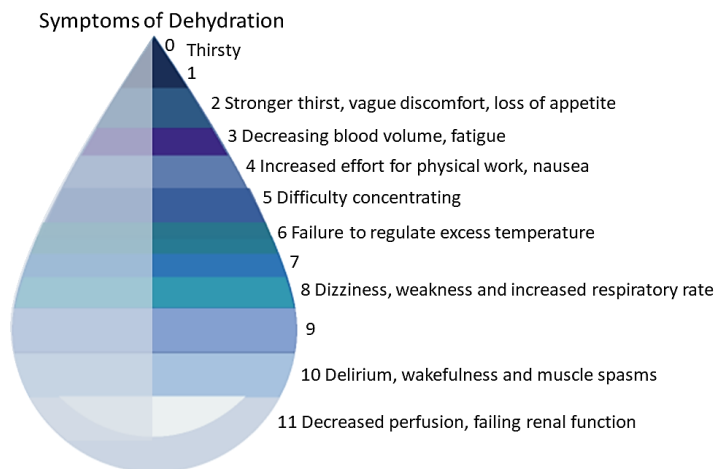 Symptoms of Dehydration
0 Thirsty
1
2 Stronger thirst, vague discomfort, loss of appetite
3 Decreasing blood volume, fatigue
4 Increased effort for physical work, nausea
5 Difficulty concentrating
6 Failure to regulate excess temperature
7
8 Dizziness, weakness and increased respiratory rate
9
10 Delirium, wakefulness and muscle spasms
11 Decreased perfusion, failing renal function